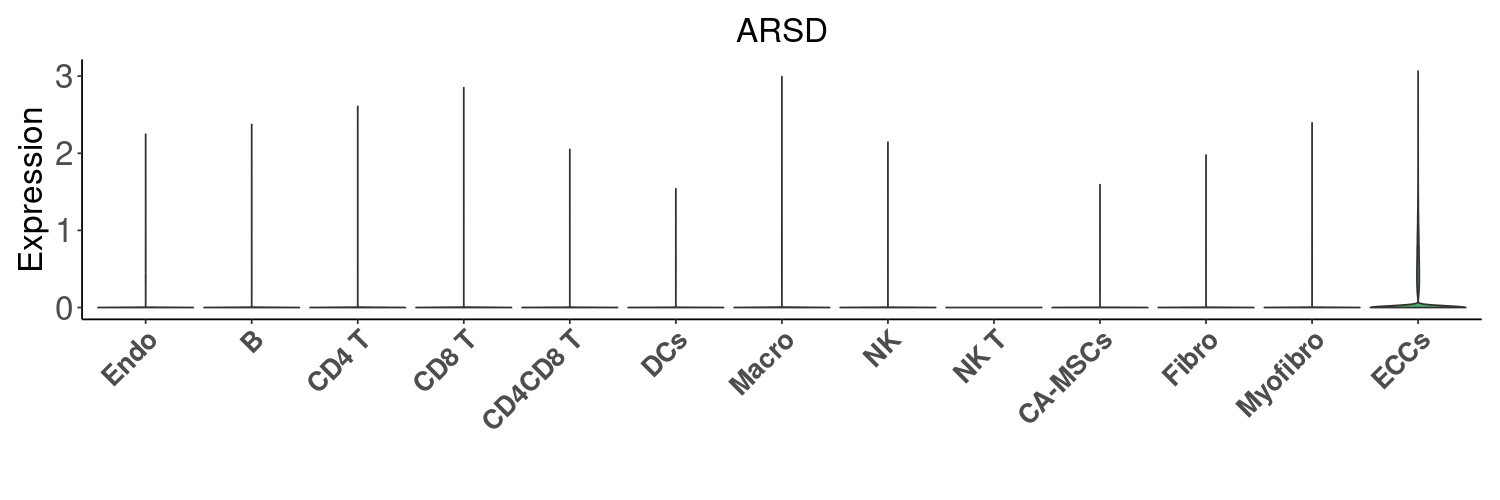 ARSD
Expression
3
2
1
0
Endo
B
CD4 T
CD8 T
CD4CD8 T
DCs
Macro
NK
NK T
CA-MSCs
Fibro
Myofibro
ECCs